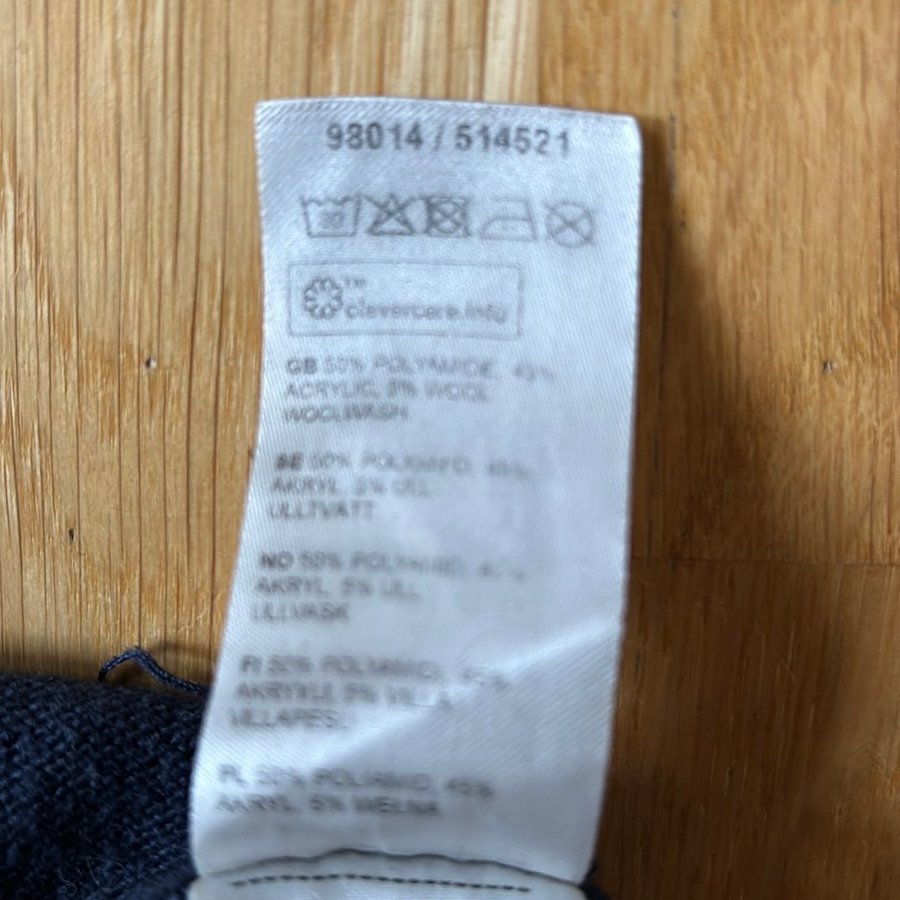 98014 / 514521
30
™
clevercare.info
GB 50% POLYAMIDE, 45%
ACRYLIC, 5% WOOL
WOOLWASH
SE 50% POLYAMID, 45%
AKRYL, 5% ULL
ULLTVÄTT
NO 50% POLYAMID, 45%
AKRYL, 5% ULL
ULLVASK
FI 50% POLYAMIDI, 45%
AKRYYLI, 5% VILLA
VILLAPESU
PL 50% POLIAMID, 45%
AKRYL, 5% WEŁNA